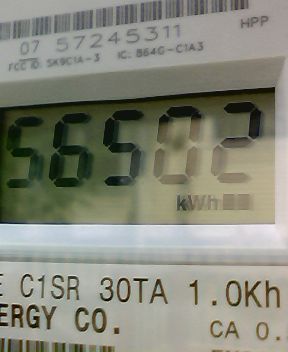 07 57245311 HPP
FCC ID: SK9C1A-3 IC: 864G-C1A3
56502
kWh
E C1SR 30TA 1.0Kh
ERGY CO.
CA 0.